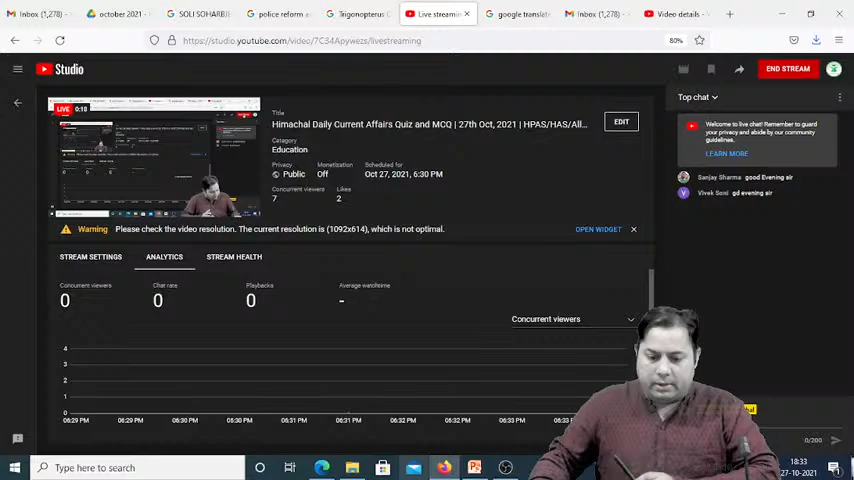 Inbox (1,278)
october 2021 -
SOLI SOHARBJE
police reform a
Trigonopterus C
Live streamin
google translat
Inbox (1,278) -
Video details -
https://studio.youtube.com/video/7C34Apywezs/livestreaming
80%
Studio
END STREAM
LIVE 0:18
Title
Himachal Daily Current Affairs Quiz and MCQ | 27th Oct, 2021 | HPAS/HAS/All...
EDIT
Category
Education
Privacy
Monetization
Scheduled for
Public
Off
Oct 27, 2021, 6:30 PM
Concurrent viewers
Likes
7
2
Warning
Please check the video resolution. The current resolution is (1092x614), which is not optimal.
OPEN WIDGET
STREAM SETTINGS
ANALYTICS
STREAM HEALTH
Concurrent viewers
Chat rate
Playbacks
Average watchtime
0
0
0
-
Concurrent viewers
4
3
2
1
0
06:29 PM
06:29 PM
06:30 PM
06:30 PM
06:31 PM
06:31 PM
06:32 PM
06:32 PM
06:33 PM
06:33 P
Top chat
Welcome to live chat! Remember to guard
your privacy and abide by our community
guidelines.
LEARN MORE
Sanjay Sharma good Evening sir
V
Vivek Soni gd evening sir
0/200
Type here to search
18:33
27-10-2021